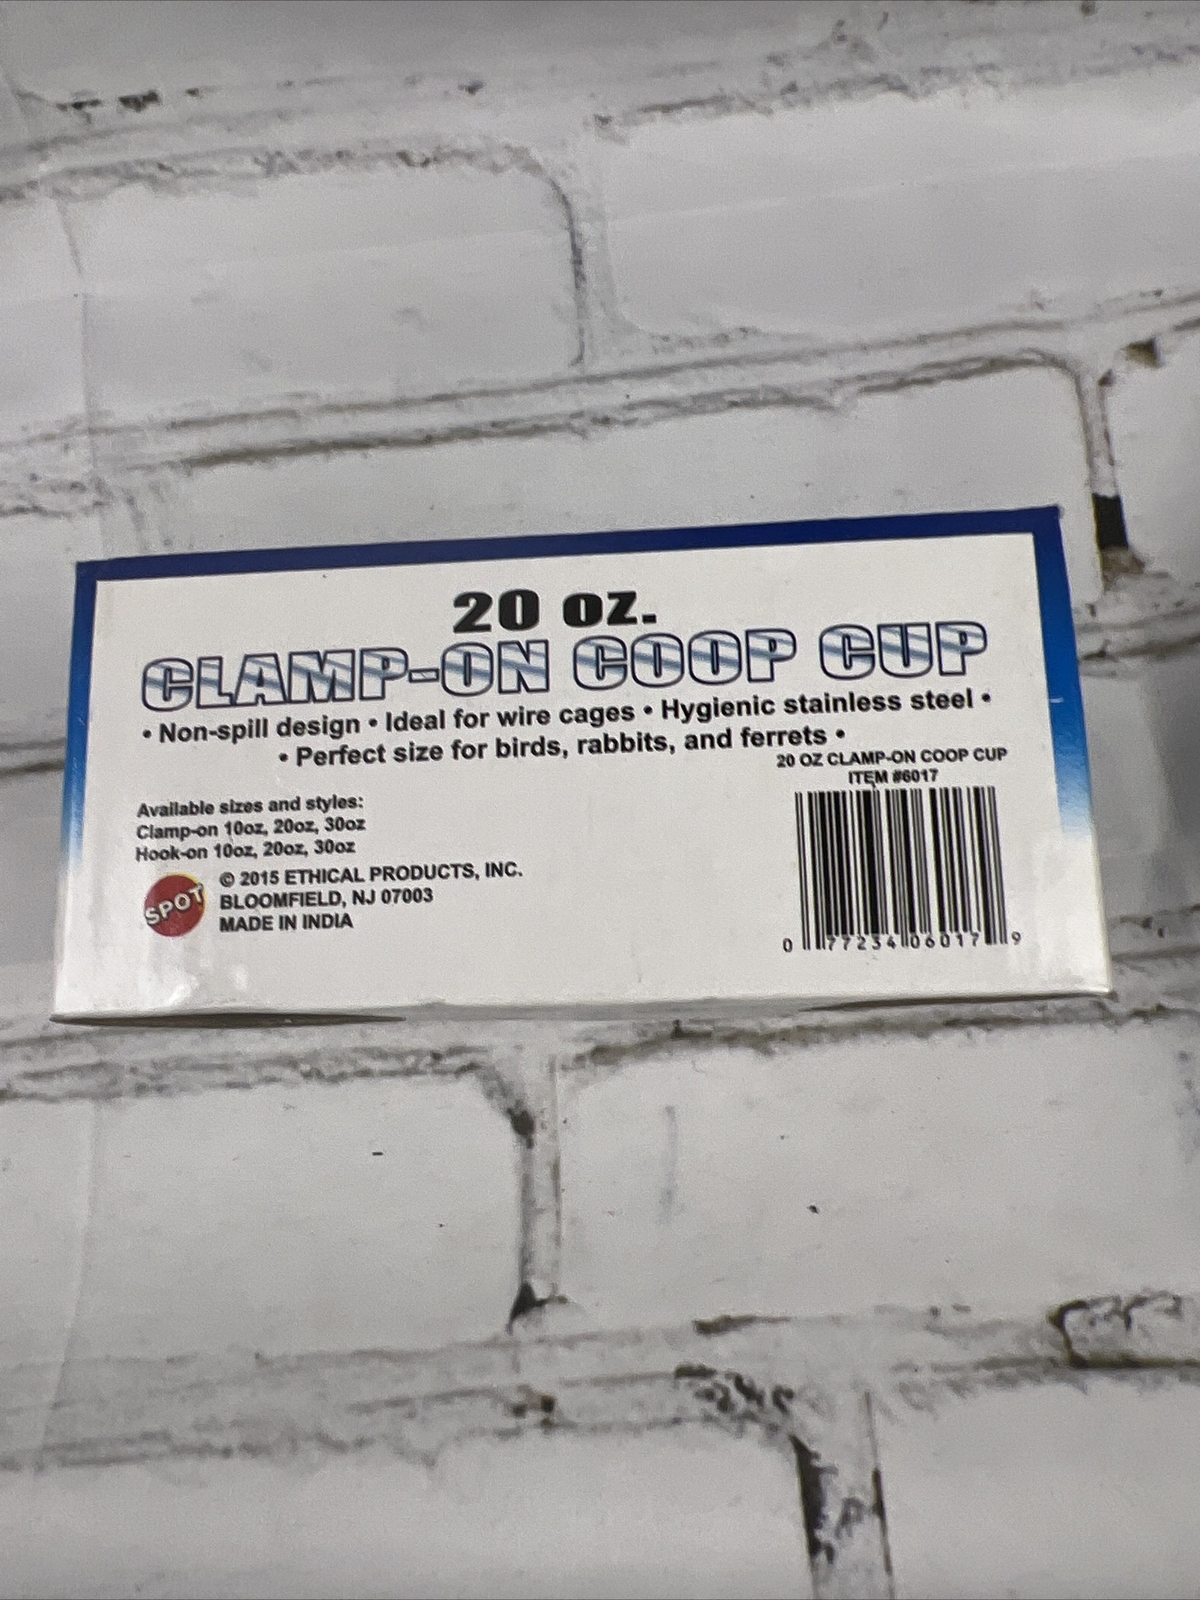 20 oz.
CLAMP-ON COOP CUP
• Non-spill design • Ideal for wire cages • Hygienic stainless steel •
• Perfect size for birds, rabbits, and ferrets •
20 OZ CLAMP-ON COOP CUP
ITEM #6017
Available sizes and styles:
Clamp-on 10oz, 20oz, 30oz
Hook-on 10oz, 20oz, 30oz
SPOT
© 2015 ETHICAL PRODUCTS, INC.
BLOOMFIELD, NJ 07003
MADE IN INDIA
0 77234 06017 9